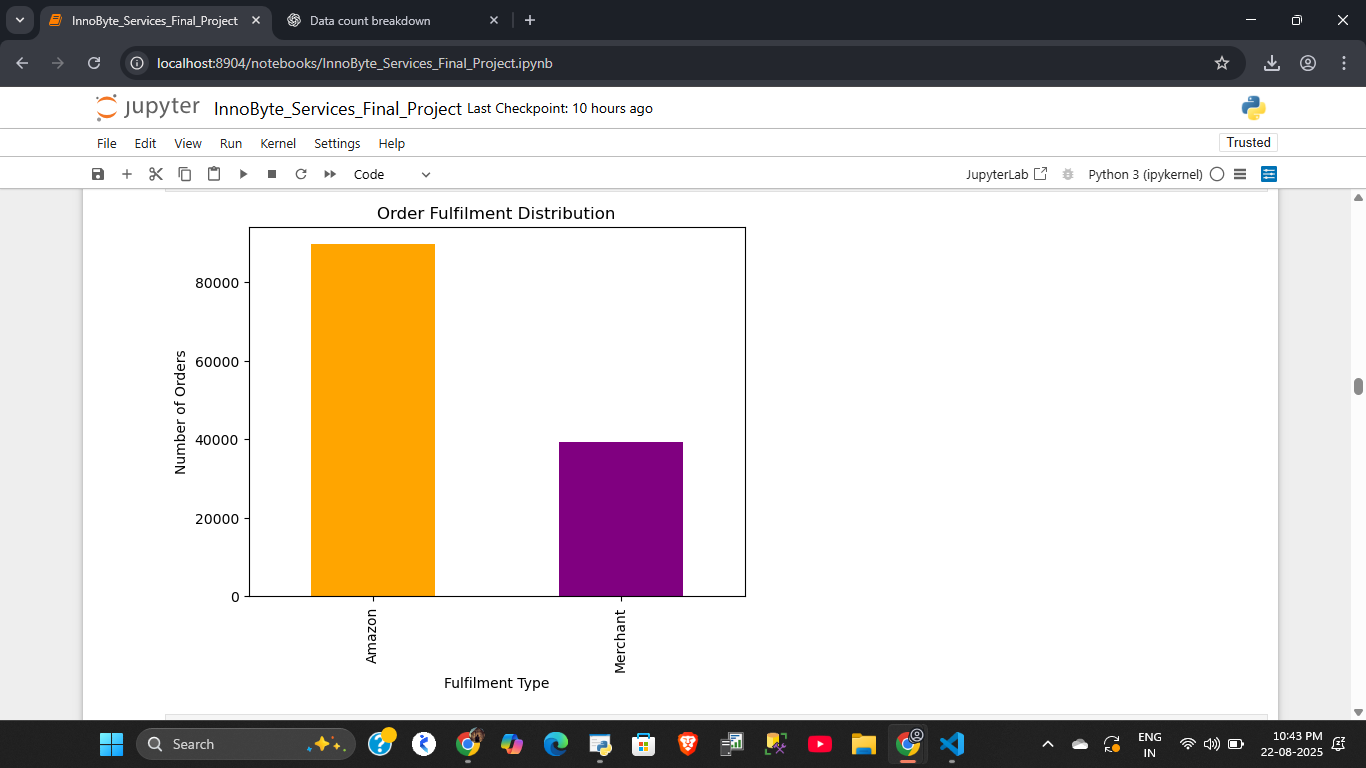 InnoByte_Services_Final_Project
Data count breakdown
localhost:8904/notebooks/InnoByte_Services_Final_Project.ipynb
jupyter InnoByte_Services_Final_Project Last Checkpoint: 10 hours ago
File Edit View Run Kernel Settings Help
Trusted
Code
JupyterLab
Python 3 (ipykernel)
Order Fulfilment Distribution
80000
60000
40000
20000
0
Number of Orders
Amazon
Merchant
Fulfilment Type
Search
ENG
IN
10:43 PM
22-08-2025